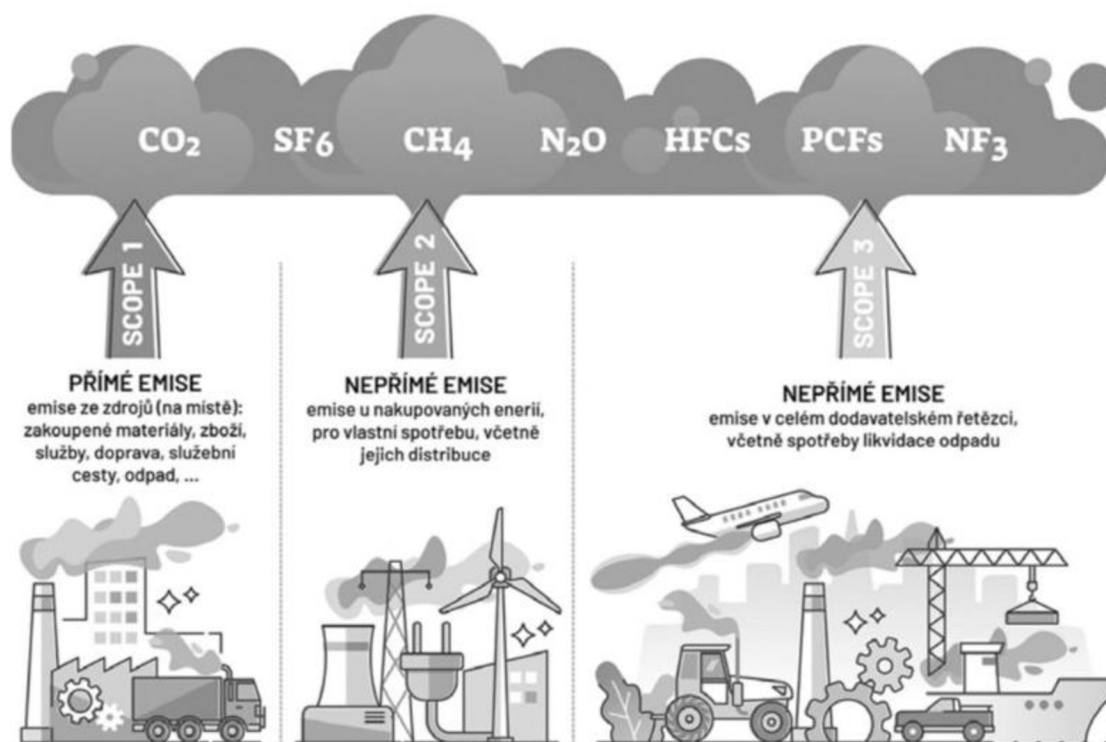 CO2 SF6 CH4 N2O HFCs PCFs NF3
SCOPE 1
PŘÍMÉ EMISE
emise ze zdrojů (na místě):
zakoupené materiály, zboží,
služby, doprava, služební
cesty, odpad, ...
SCOPE 2
NEPŘÍMÉ EMISE
emise u nakupovaných enerií,
pro vlastní spotřebu, včetně
jejich distribuce
SCOPE 3
NEPŘÍMÉ EMISE
emise v celém dodavatelském řetězci,
včetně spotřeby likvidace odpadu